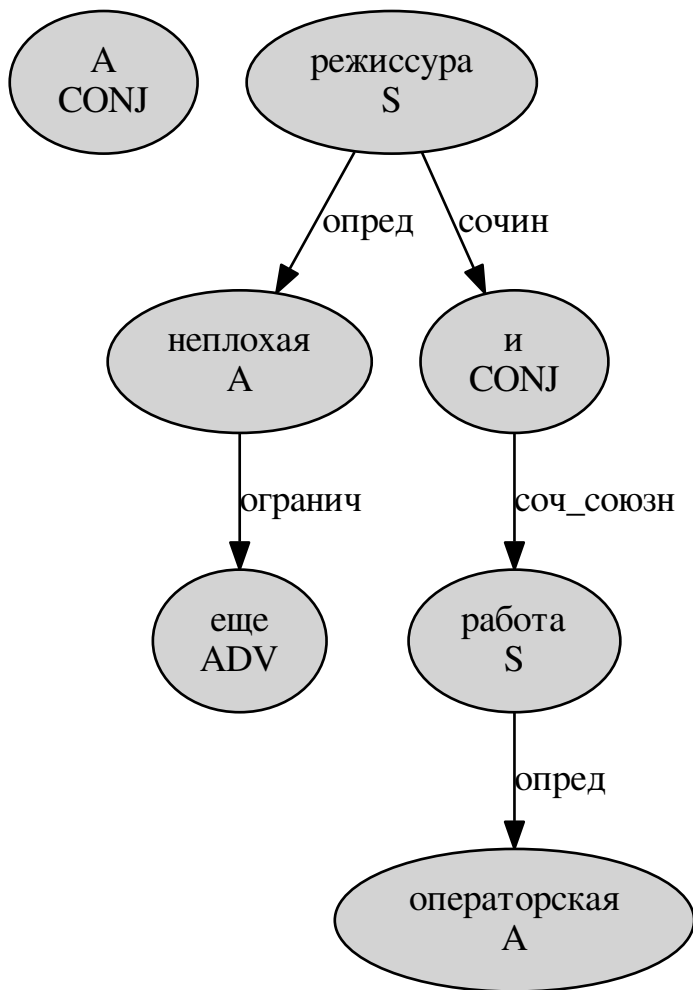 А
CONJ
режиссура
S
опред
сочин
неплохая
A
и
CONJ
огранич
соч_союзн
еще
ADV
работа
S
опред
операторская
A